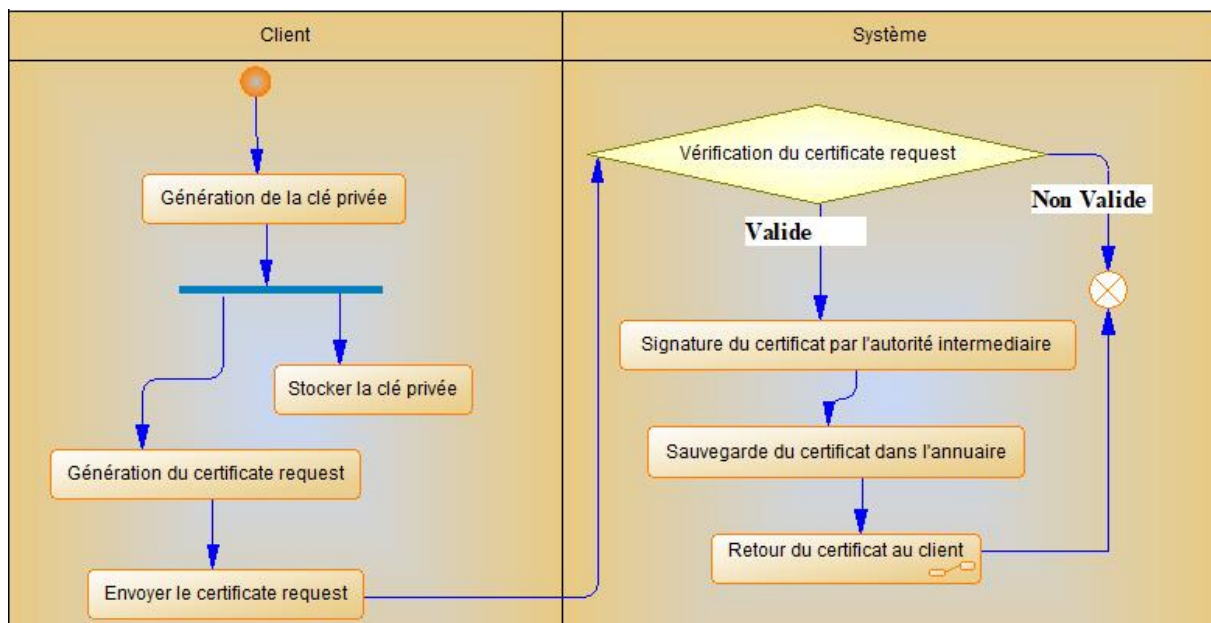 Client
Système
Génération de la clé privée
Stocker la clé privée
Génération du certificate request
Envoyer le certificate request
Vérification du certificate request
Valide
Non Valide
Signature du certificat par l'autorité intermediaire
Sauvegarde du certificat dans l'annuaire
Retour du certificat au client